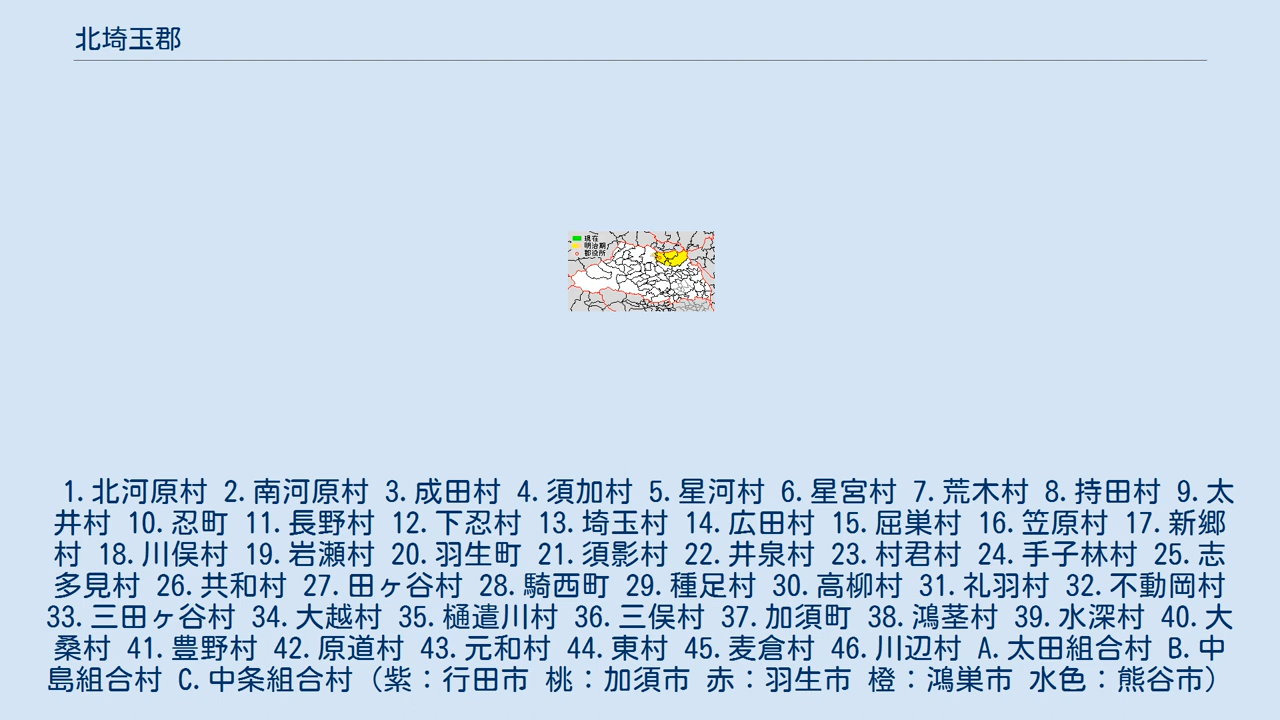 北埼玉郡
現在
明治期
郡役所
1.北河原村 2.南河原村 3.成田村 4.須加村 5.星河村 6.星宮村 7.荒木村 8.持田村 9.太
井村 10.忍町 11.長野村 12.下忍村 13.埼玉村 14.広田村 15.屈巣村 16.笠原村 17.新郷
村 18.川俣村 19.岩瀬村 20.羽生町 21.須影村 22.井泉村 23.村君村 24.手子林村 25.志
多見村 26.共和村 27.田ヶ谷村 28.騎西町 29.種足村 30.高柳村 31.礼羽村 32.不動岡村
33.三田ヶ谷村 34.大越村 35.樋遣川村 36.三俣村 37.加須町 38.鴻茎村 39.水深村 40.大
桑村 41.豊野村 42.原道村 43.元和村 44.東村 45.麦倉村 46.川辺村 A.太田組合村 B.中
島組合村 C.中条組合村（紫：行田市 桃：加須市 赤：羽生市 橙：鴻巣市 水色：熊谷市）